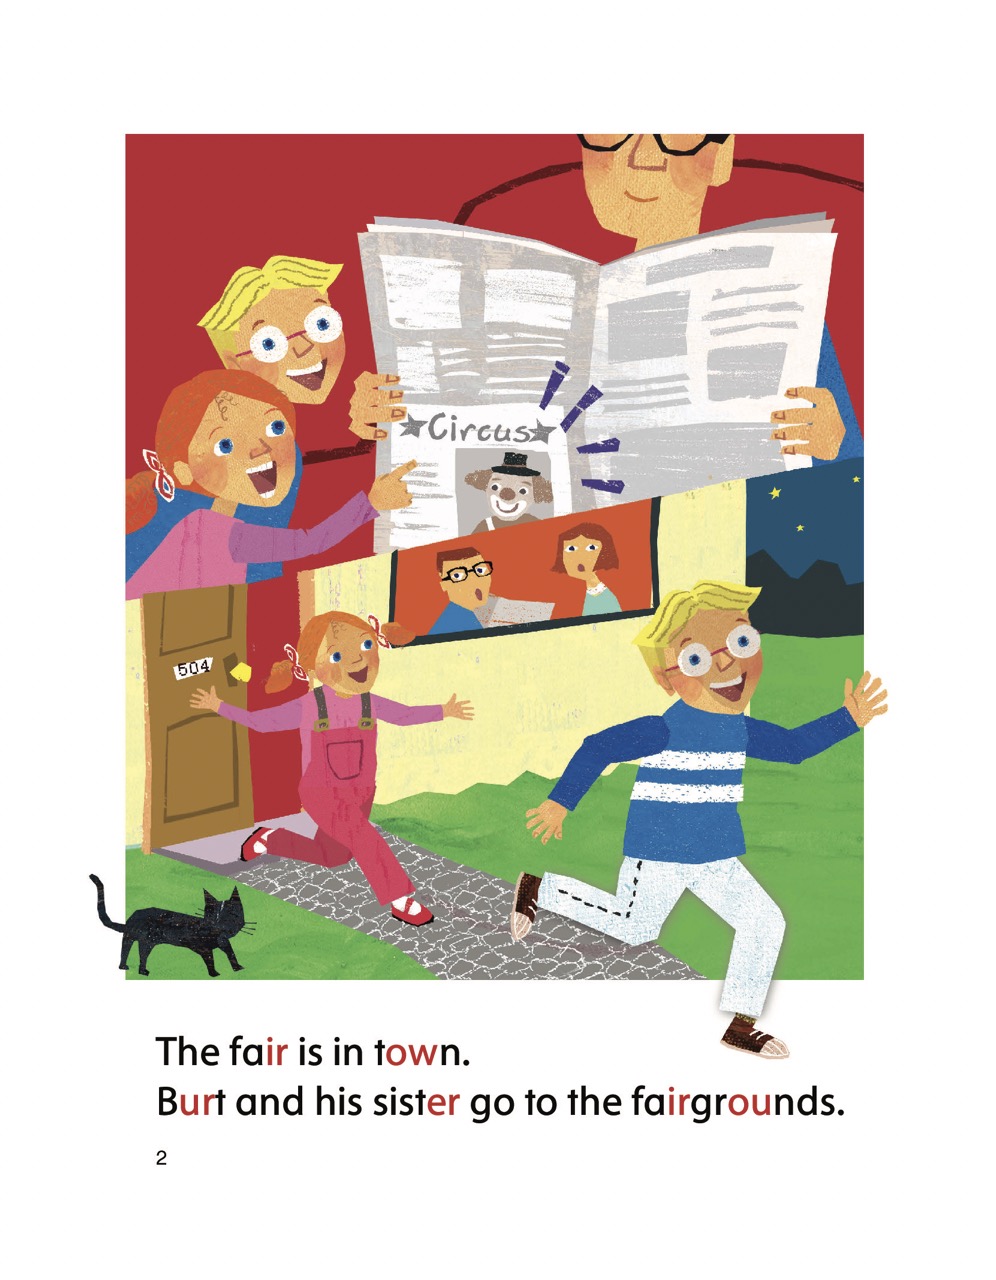 ★Circus★
504
The fair is in town.
Burt and his sister go to the fairgrounds.
2